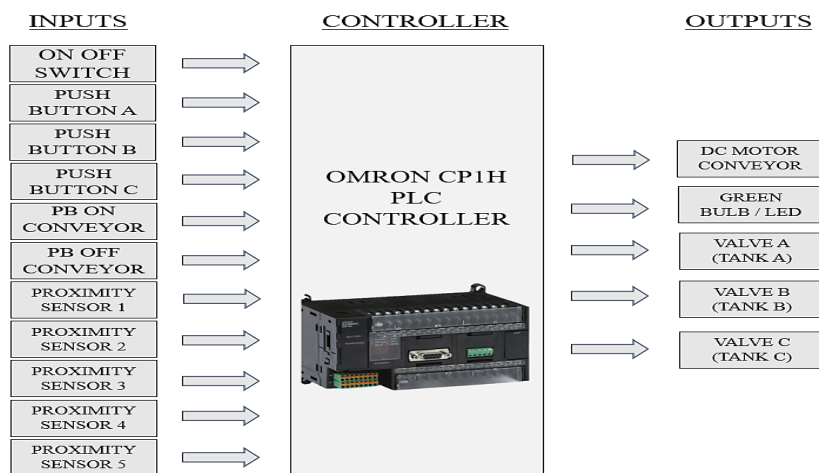 INPUTS
CONTROLLER
OUTPUTS
ON OFF
SWITCH
PUSH
BUTTON A
PUSH
BUTTON B
PUSH
BUTTON C
PB ON
CONVEYOR
PB OFF
CONVEYOR
PROXIMITY
SENSOR 1
PROXIMITY
SENSOR 2
PROXIMITY
SENSOR 3
PROXIMITY
SENSOR 4
PROXIMITY
SENSOR 5
OMRON CP1H
PLC
CONTROLLER
DC MOTOR
CONVEYOR
GREEN
BULB / LED
VALVE A
(TANK A)
VALVE B
(TANK B)
VALVE C
(TANK C)